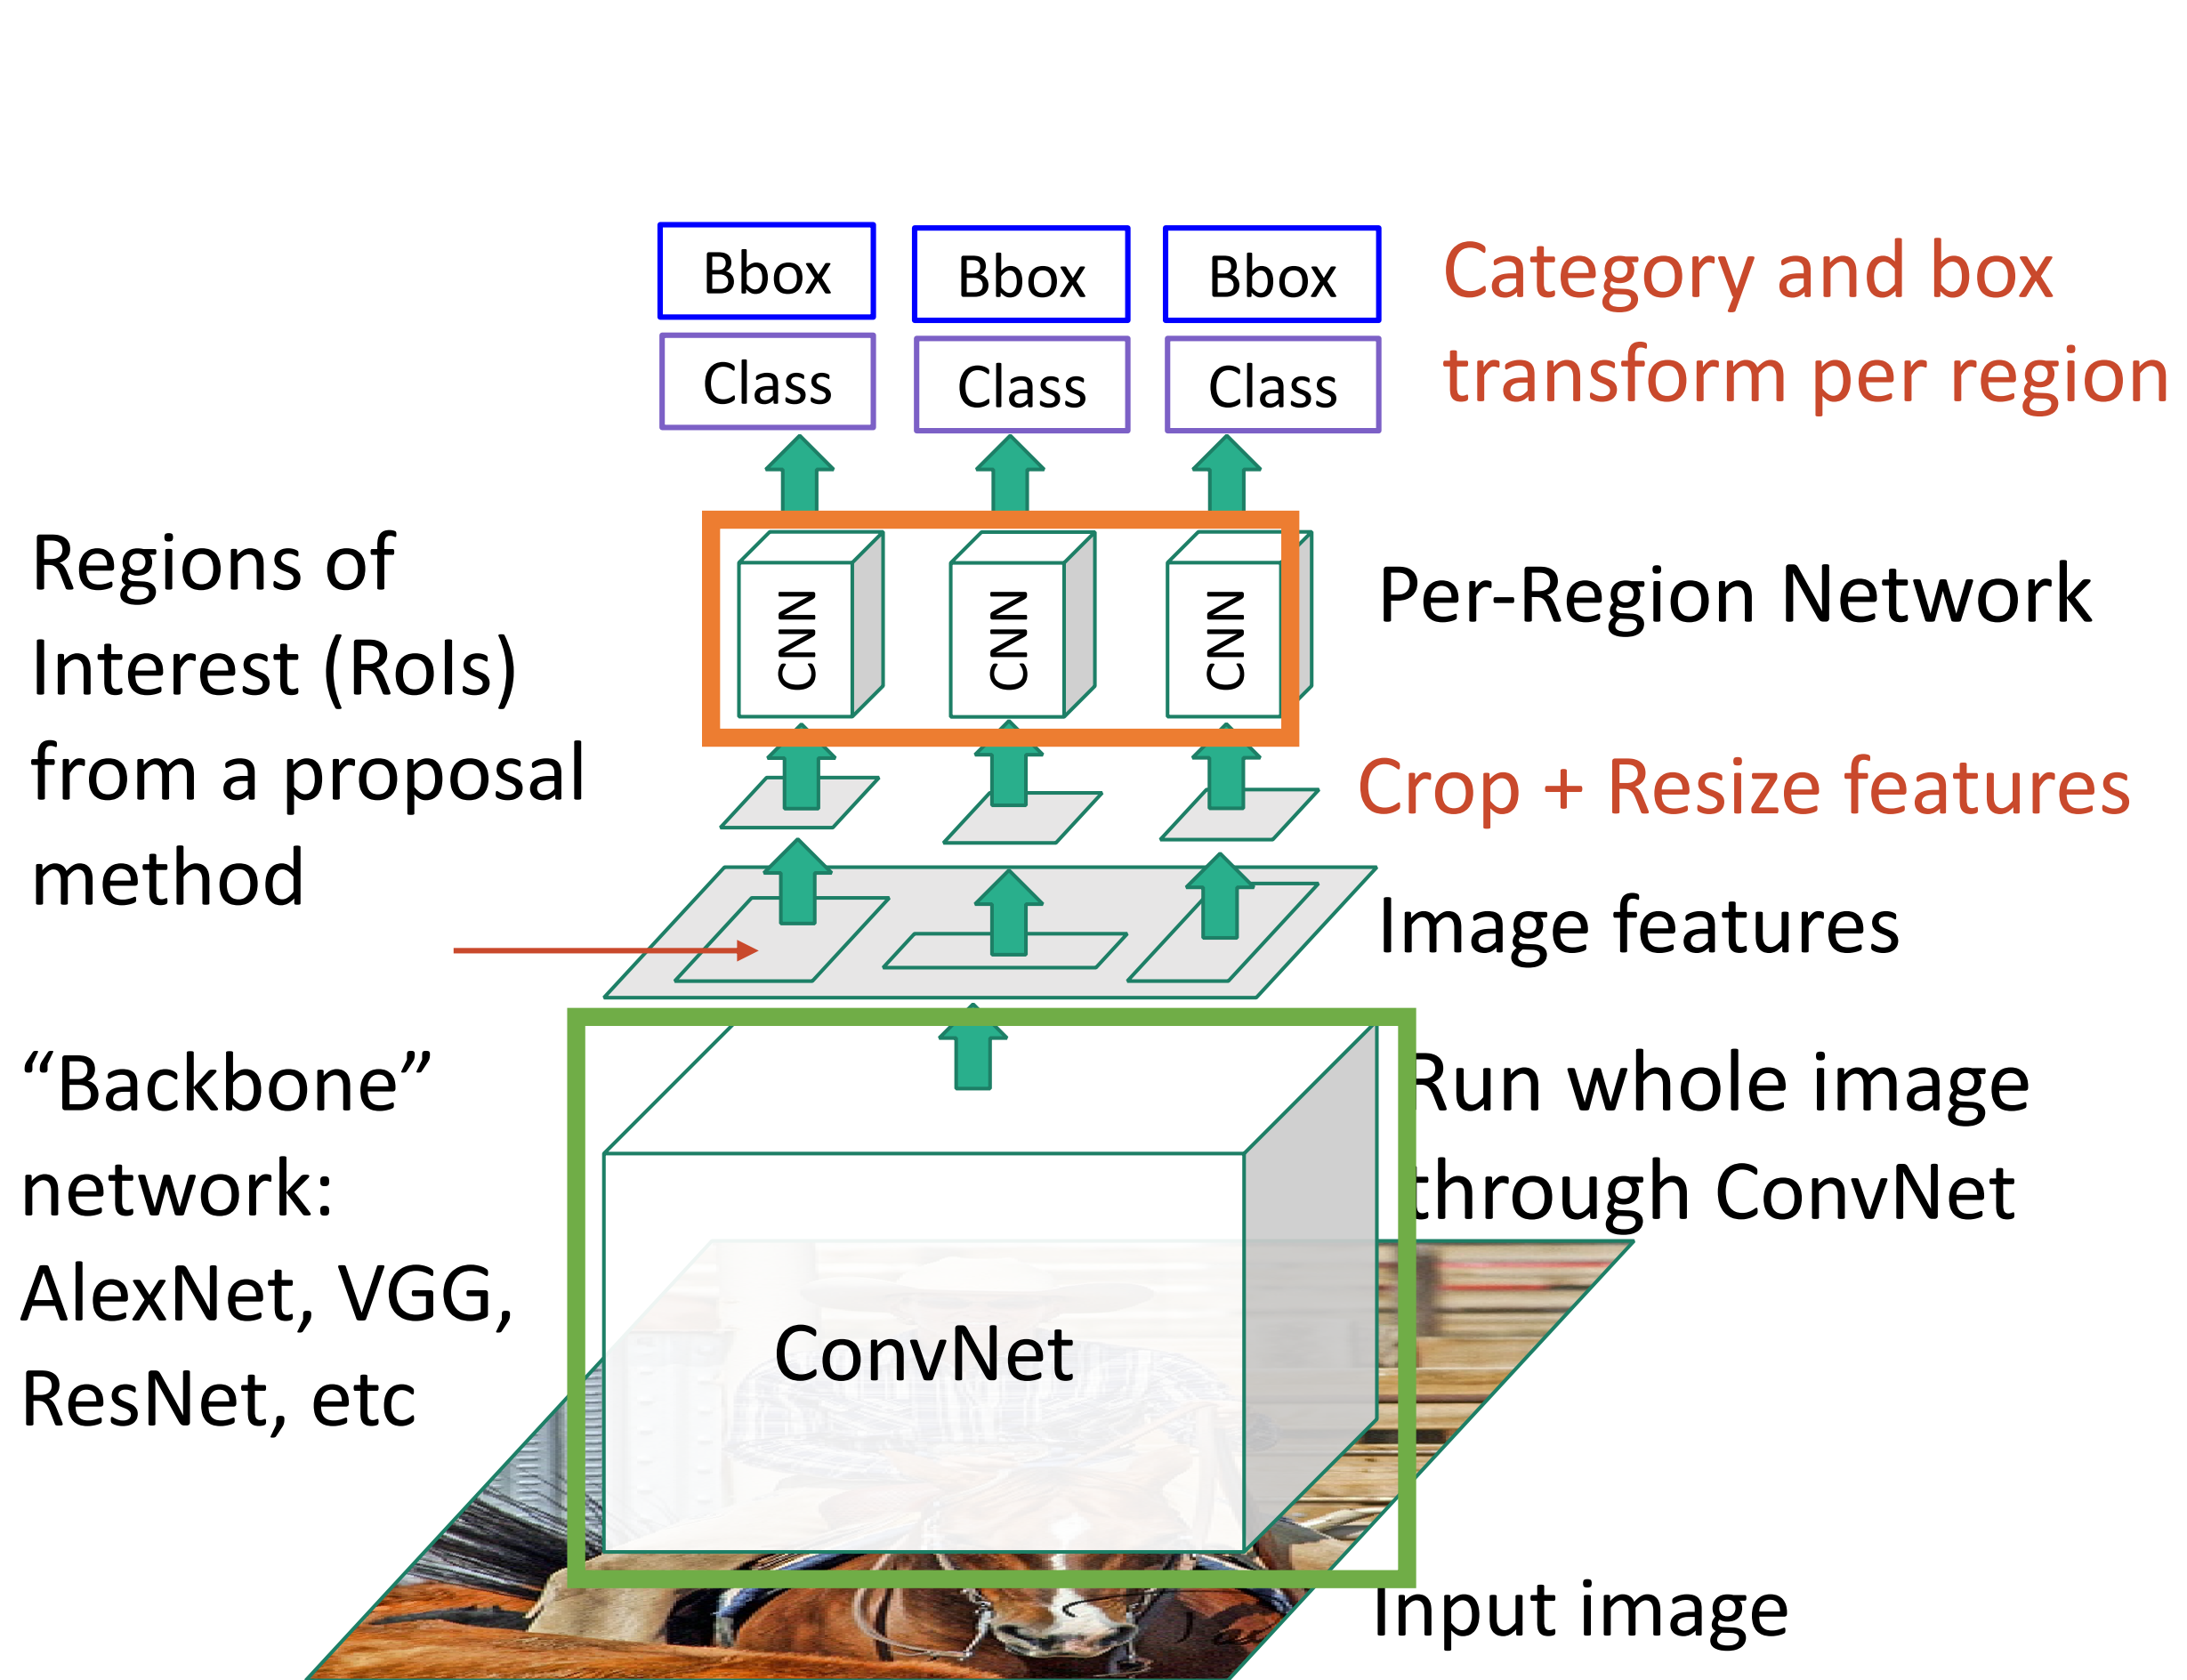 Bbox
Bbox
Bbox
Category and box
transform per region
Class
Class
Class
Regions of
Interest (RoIs)
from a proposal
method
CNN
CNN
CNN
Per-Region Network
Crop + Resize features
Image features
“Backbone”
network:
AlexNet, VGG,
ResNet, etc
Run whole image
through ConvNet
ConvNet
Input image